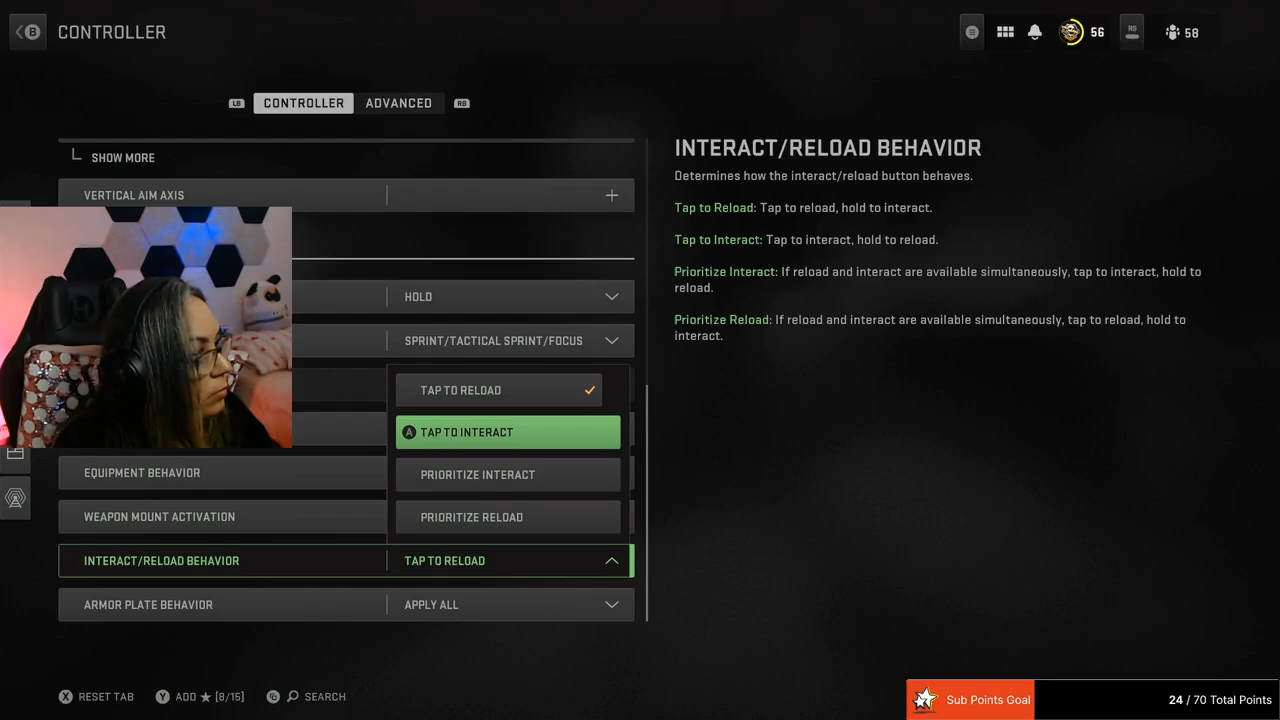 B
CONTROLLER
56
RS
58
LB
CONTROLLER
ADVANCED
RB
SHOW MORE
VERTICAL AIM AXIS
HOLD
SPRINT/TACTICAL SPRINT/FOCUS
TAP TO RELOAD
A TAP TO INTERACT
PRIORITIZE INTERACT
PRIORITIZE RELOAD
EQUIPMENT BEHAVIOR
WEAPON MOUNT ACTIVATION
INTERACT/RELOAD BEHAVIOR
TAP TO RELOAD
ARMOR PLATE BEHAVIOR
APPLY ALL
INTERACT/RELOAD BEHAVIOR
Determines how the interact/reload button behaves.
Tap to Reload: Tap to reload, hold to interact.
Tap to Interact: Tap to interact, hold to reload.
Prioritize Interact: If reload and interact are available simultaneously, tap to interact, hold to
reload.
Prioritize Reload: If reload and interact are available simultaneously, tap to reload, hold to
interact.
X RESET TAB
Y ADD ★ [8/15]
SEARCH
Sub Points Goal
24 / 70 Total Points